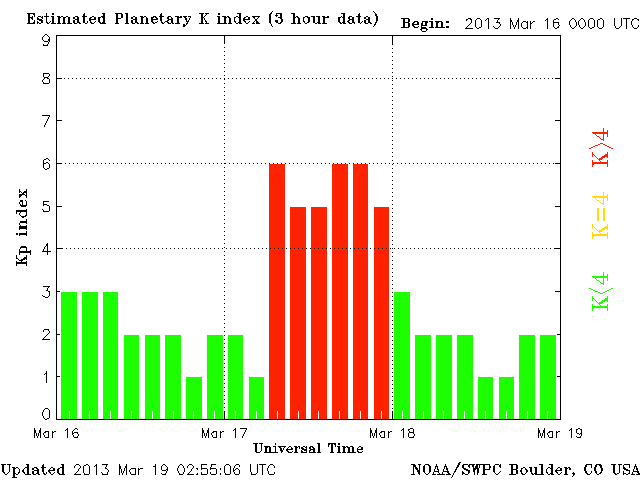 Estimated Planetary K index (3 hour data) Begin: 2013 Mar 16 0000 UTC
9
8
7
6
5
4
3
2
1
0
Kp index
K>4
K=4
K<4
Mar 16 Mar 17 Mar 18 Mar 19
Universal Time
Updated 2013 Mar 19 02:55:06 UTC NOAA/SWPC Boulder, CO USA